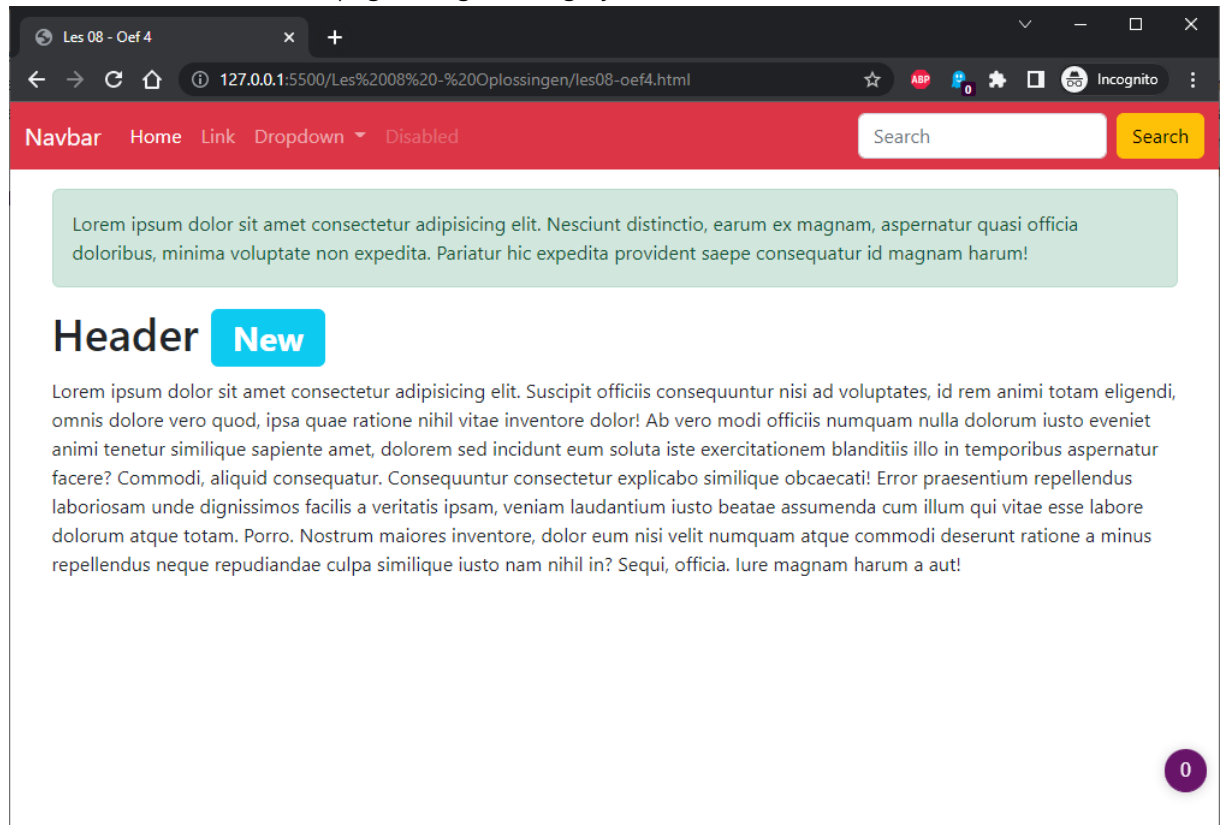 Les 08 - Oef 4
127.0.0.1:5500/Les%2008%20-%20Oplossingen/les08-oef4.html
ABP
0
Incognito
Navbar Home Link Dropdown Disabled Search Search
Lorem ipsum dolor sit amet consectetur adipisicing elit. Nesciunt distinctio, earum ex magnam, aspernatur quasi officia
doloribus, minima voluptate non expedita. Pariatur hic expedita provident saepe consequatur id magnam harum!
Header New
Lorem ipsum dolor sit amet consectetur adipisicing elit. Suscipit officiis consequuntur nisi ad voluptates, id rem animi totam eligendi,
omnis dolore vero quod, ipsa quae ratione nihil vitae inventore dolor! Ab vero modi officiis numquam nulla dolorum iusto eveniet
animi tenetur similique sapiente amet, dolorem sed incidunt eum soluta iste exercitationem blanditiis illo in temporibus aspernatur
facere? Commodi, aliquid consequatur. Consequuntur consectetur explicabo similique obcaecati! Error praesentium repellendus
laboriosam unde dignissimos facilis a veritatis ipsam, veniam laudantium iusto beatae assumenda cum illum qui vitae esse labore
dolorum atque totam. Porro. Nostrum maiores inventore, dolor eum nisi velit numquam atque commodi deserunt ratione a minus
repellendus neque repudiandae culpa similique iusto nam nihil in? Sequi, officia. Iure magnam harum a aut!
0